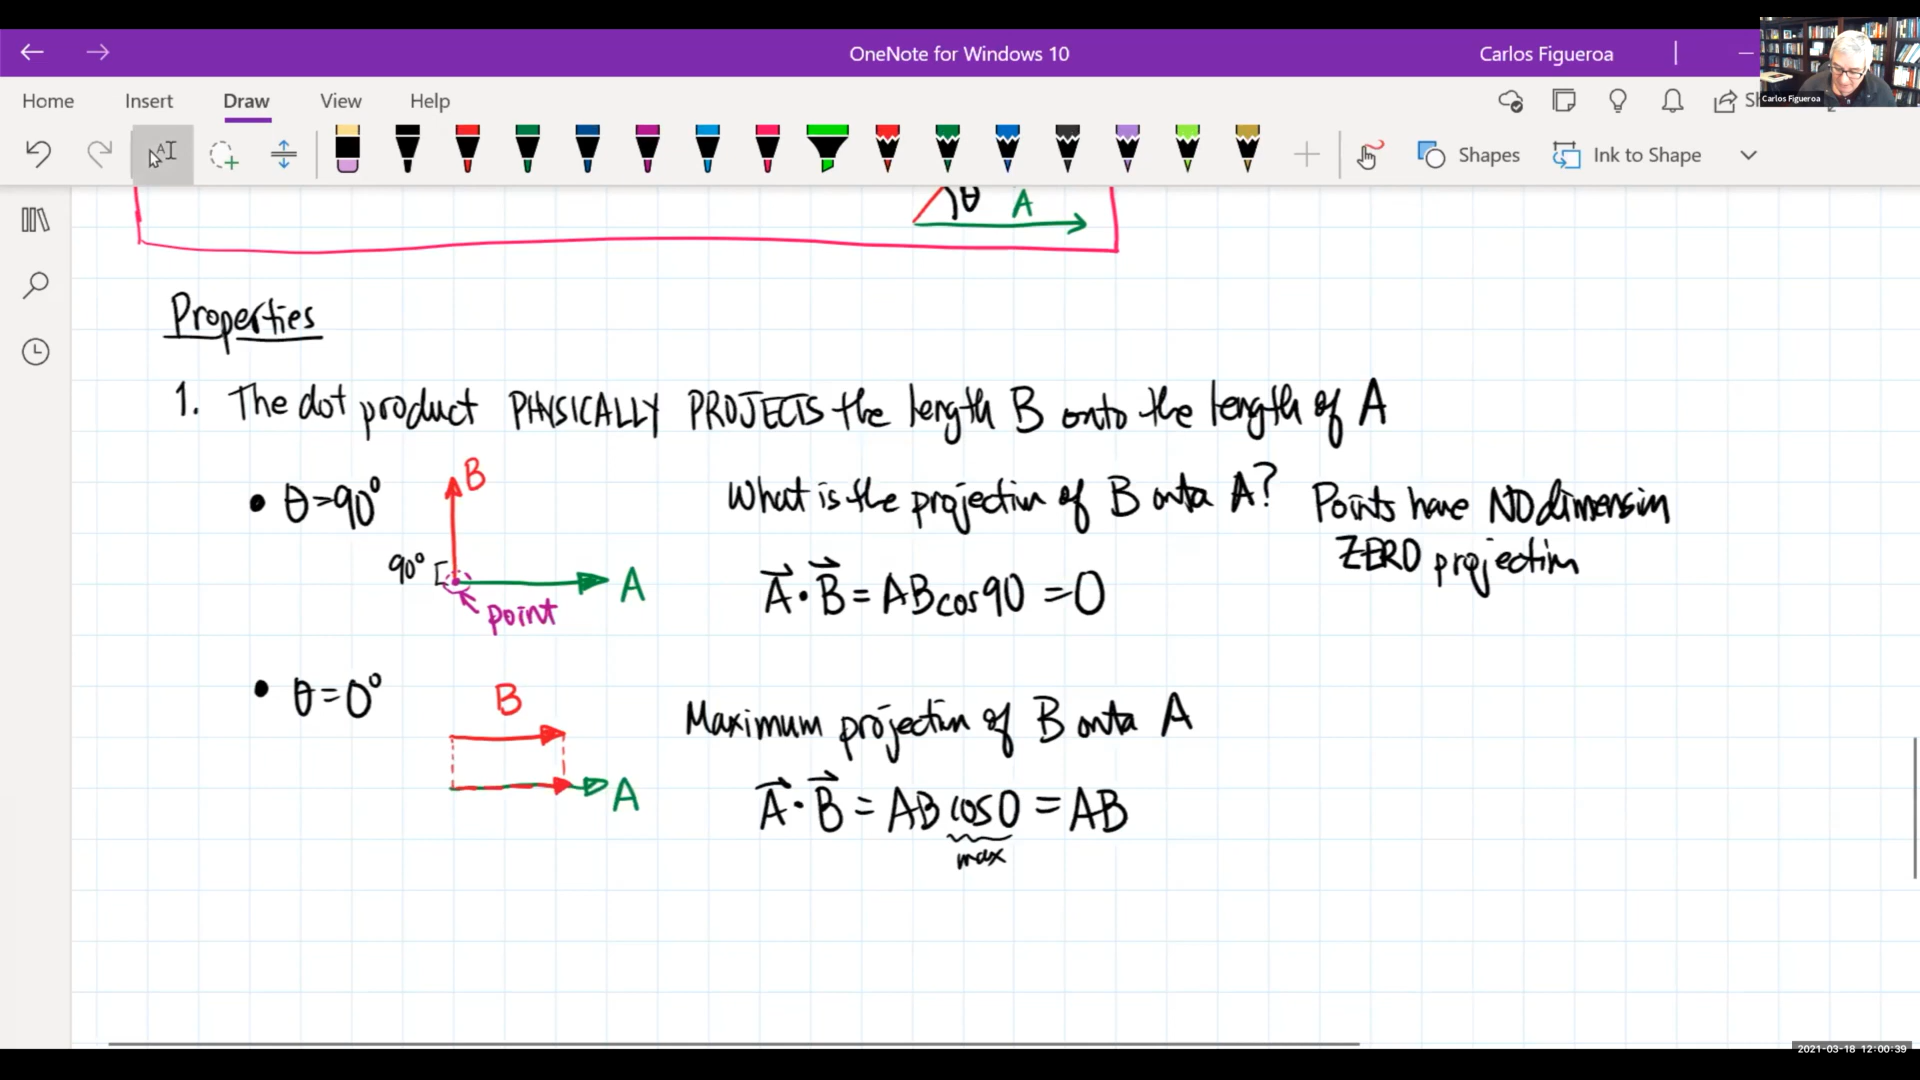 OneNote for Windows 10
Carlos Figueroa
Carlos Figueroa
Home Insert Draw View Help
Shapes Ink to Shape
θ A
Properties
1. The dot product PHYSICALLY PROJECTS the length B onto the length of A
• θ=90°
B
90°
A
point
What is the projection of B onto A?
Points have NO dimension
ZERO projection
A⃗·B⃗ = ABcos90 = 0
• θ=0°
B
A
Maximum projection of B onto A
A⃗·B⃗ = AB cos0 = AB
max
2021-03-18 12:00:39